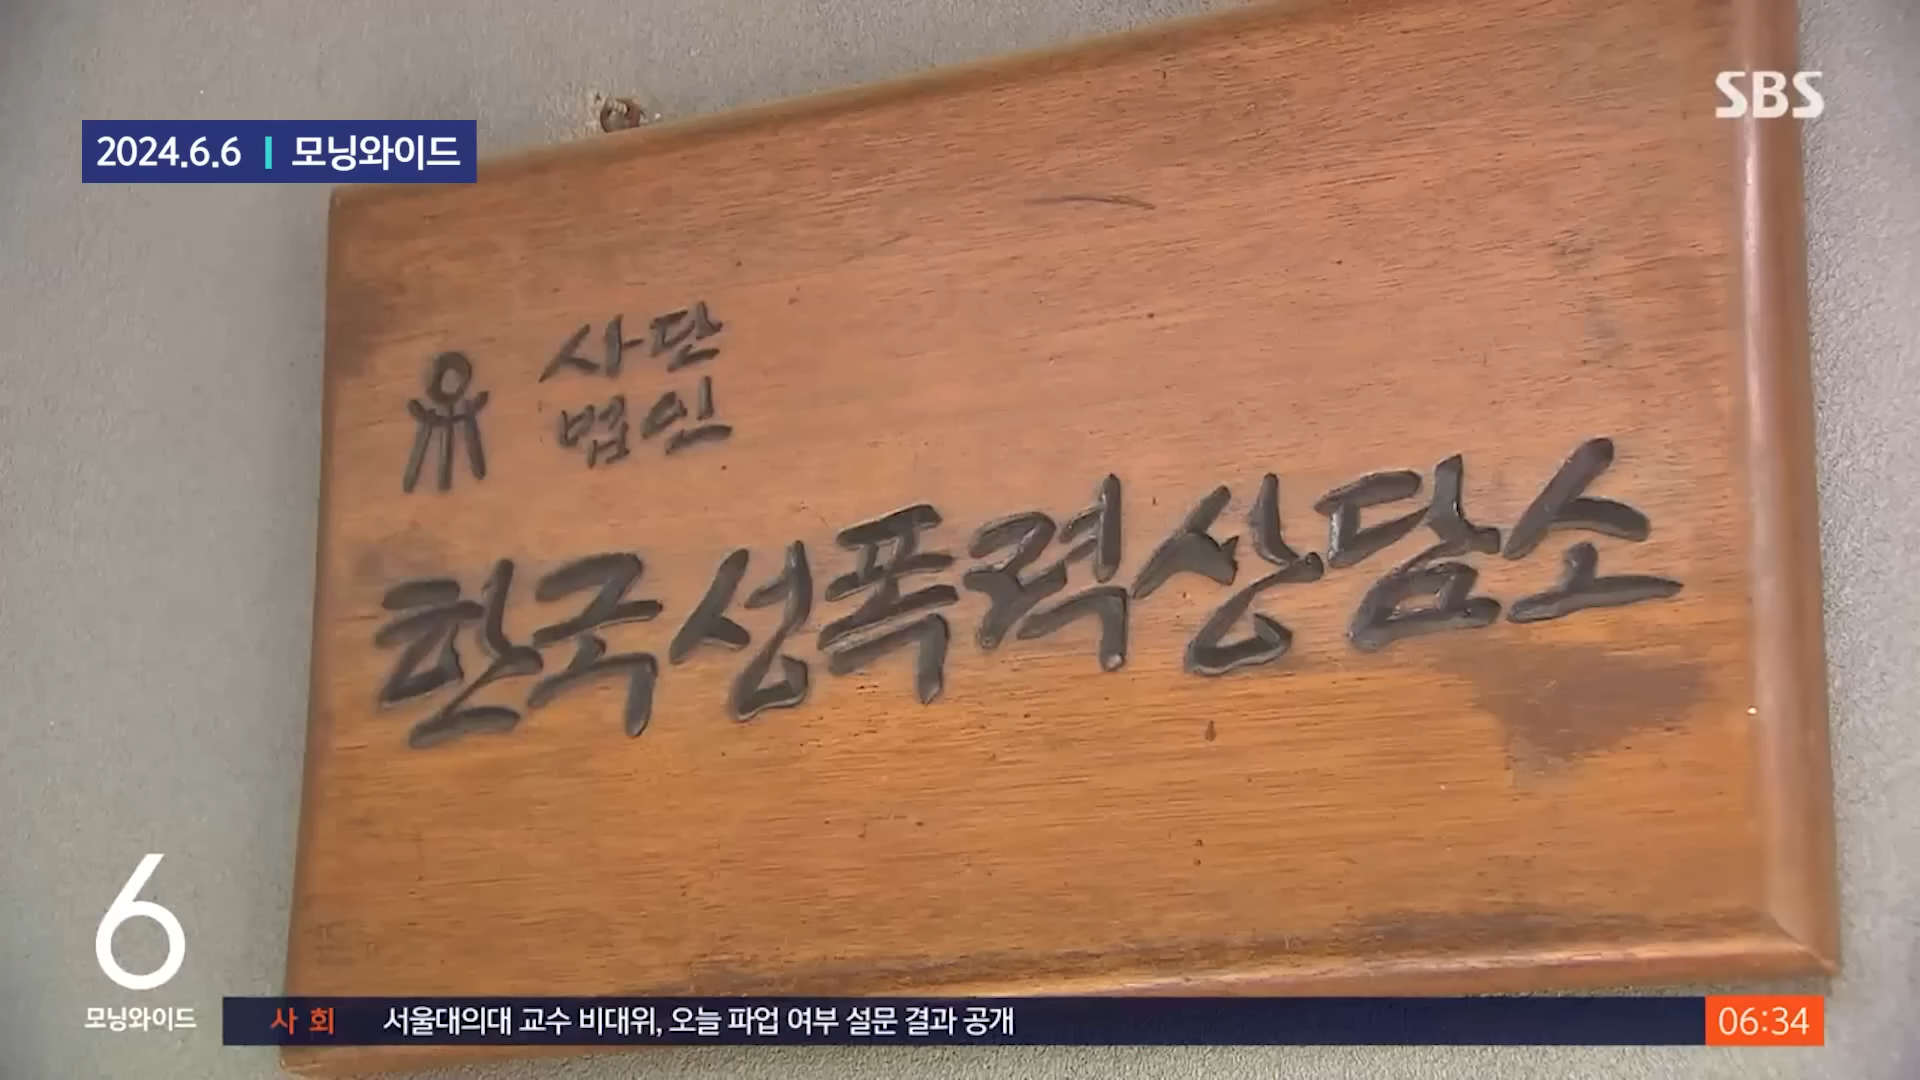 SBS
2024.6.6 | 모닝와이드
사단
법인
한국성폭력상담소
6
모닝와이드
사회 서울대의대 교수 비대위, 오늘 파업 여부 설문 결과 공개 06:34